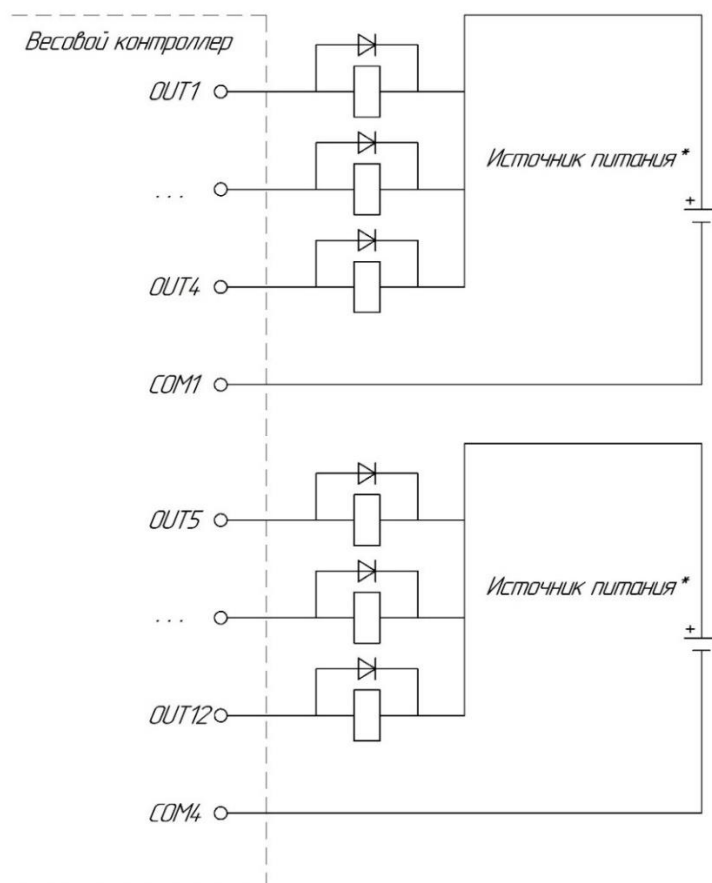 Весовой контроллер
OUT1
...
Источник питания*
+
OUT4
COM1
OUT5
...
Источник питания*
+
OUT12
COM4